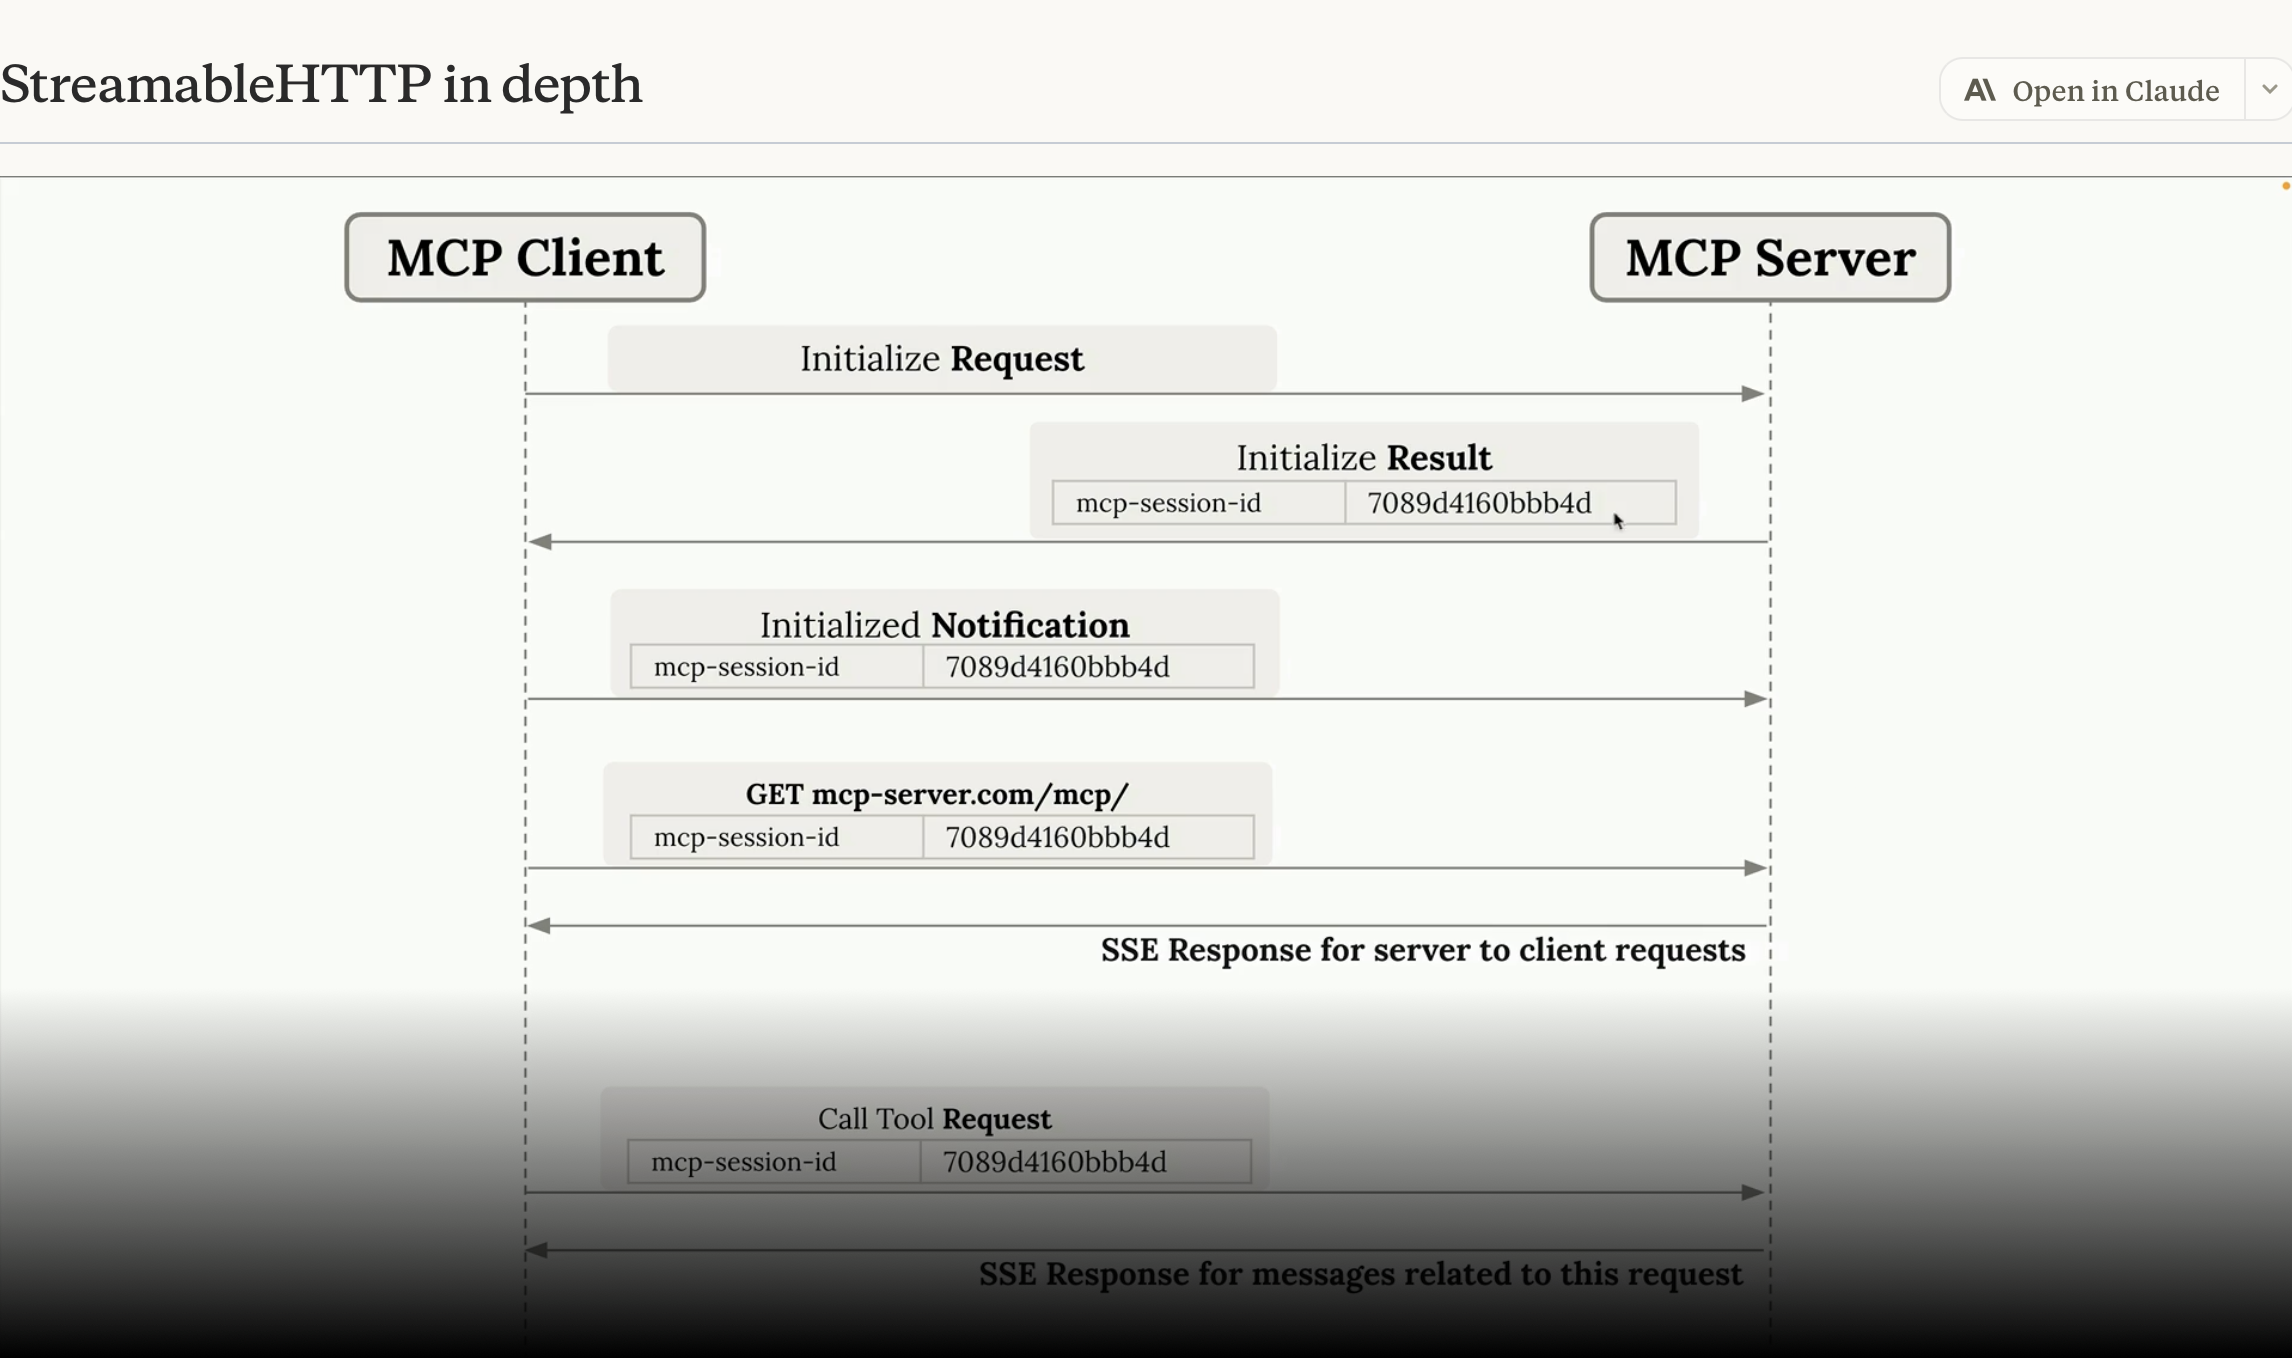 StreamableHTTP in depth
Open in Claude
MCP Client
MCP Server
Initialize Request
Initialize Result
mcp-session-id 7089d4160bbb4d
Initialized Notification
mcp-session-id 7089d4160bbb4d
GET mcp-server.com/mcp/
mcp-session-id 7089d4160bbb4d
SSE Response for server to client requests
Call Tool Request
mcp-session-id 7089d4160bbb4d
SSE Response for messages related to this request